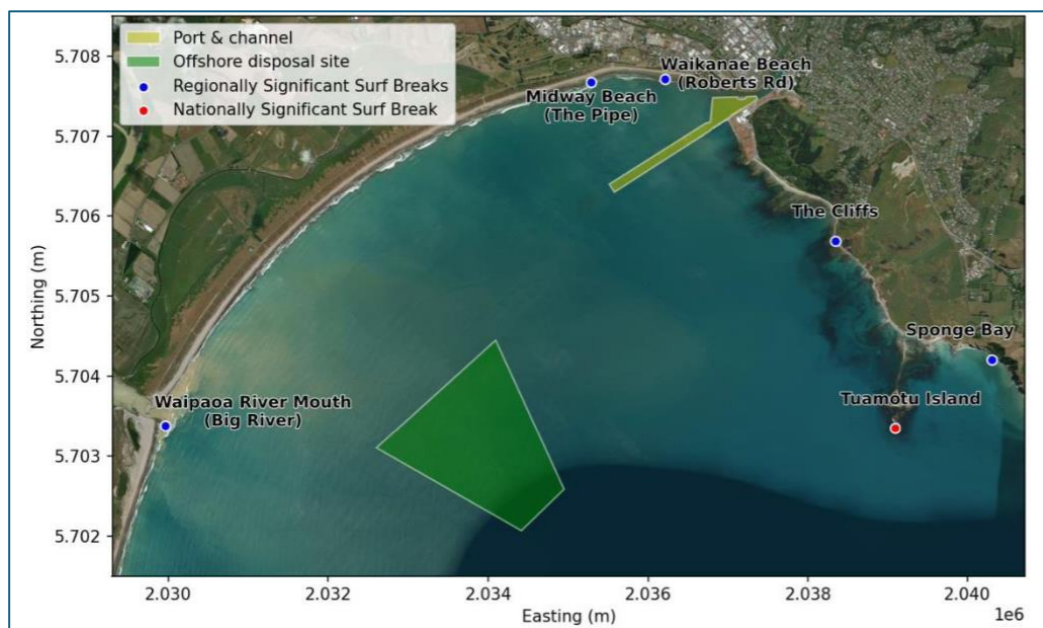 Port & channel
Offshore disposal site
Regionally Significant Surf Breaks
Nationally Significant Surf Break
Waikanae Beach
(Roberts Rd)
Midway Beach
(The Pipe)
The Cliffs
Sponge Bay
Tuamotu Island
Waipaoa River Mouth
(Big River)
Northing (m)
5.708
5.707
5.706
5.705
5.704
5.703
5.702
2.030
2.032
2.034
2.036
2.038
2.040
1e6
Easting (m)